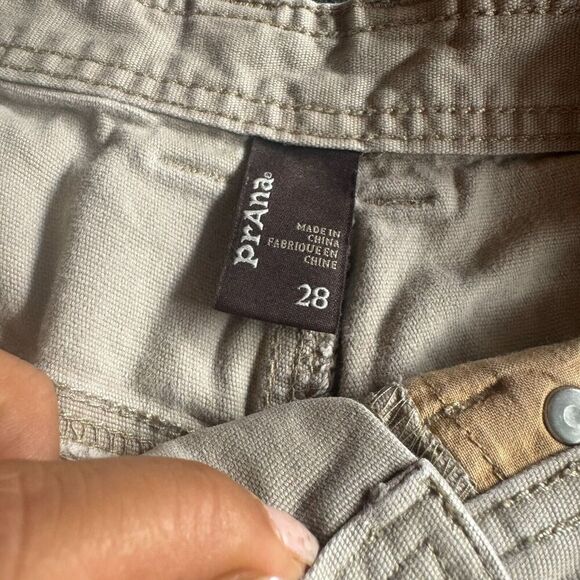 prAna®
MADE IN
CHINA
FABRIQUE EN
CHINE
28